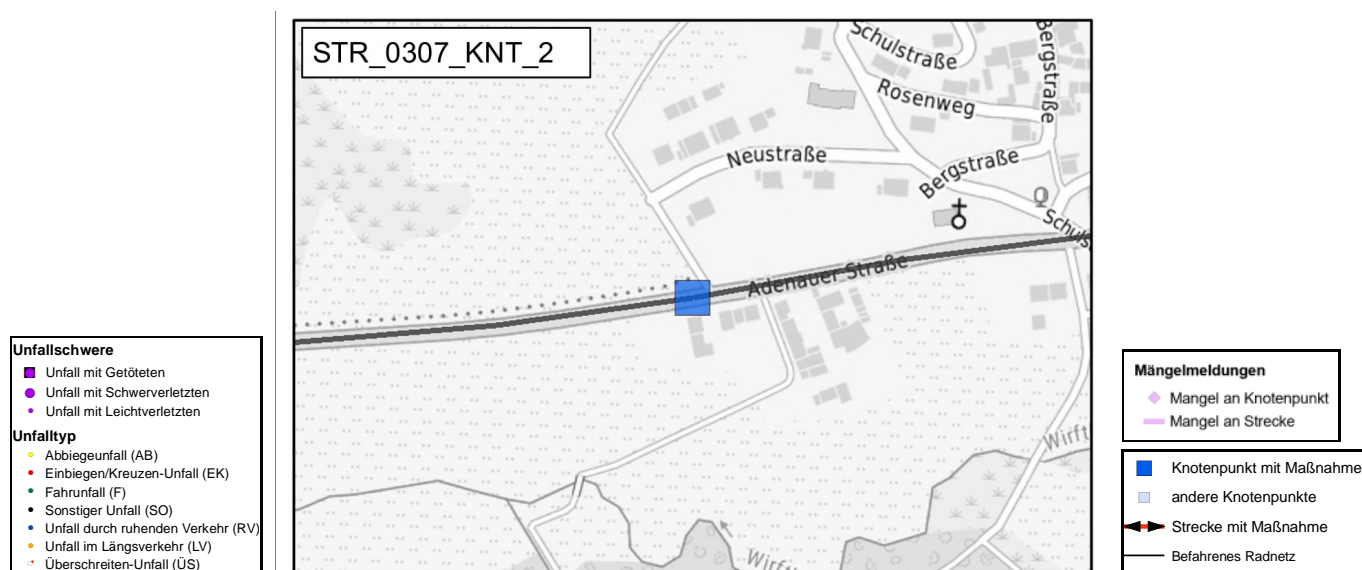 STR_0307_KNT_2
Schulstraße
Bergstraße
Rosenweg
Neustraße
Bergstraße
Schuls
Adenauer Straße
Wirft
Wirft
Unfallschwere
Unfall mit Getöteten
Unfall mit Schwerverletzten
Unfall mit Leichtverletzten
Unfalltyp
Abbiegeunfall (AB)
Einbiegen/Kreuzen-Unfall (EK)
Fahrunfall (F)
Sonstiger Unfall (SO)
Unfall durch ruhenden Verkehr (RV)
Unfall im Längsverkehr (LV)
Überschreiten-Unfall (ÜS)
Mängelmeldungen
Mangel an Knotenpunkt
Mangel an Strecke
Knotenpunkt mit Maßnahme
andere Knotenpunkte
Strecke mit Maßnahme
Befahrenes Radnetz